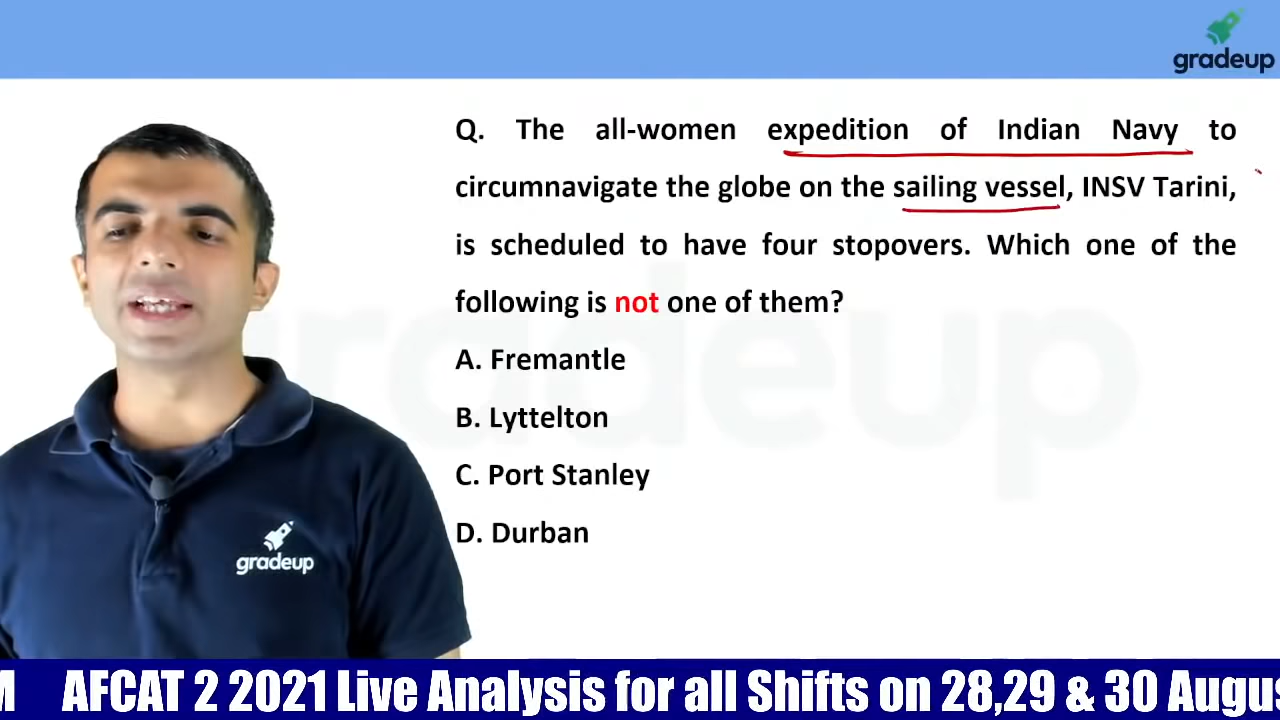 gradeup
Q. The all-women expedition of Indian Navy to
circumnavigate the globe on the sailing vessel, INSV Tarini,
is scheduled to have four stopovers. Which one of the
following is not one of them?
A. Fremantle
B. Lyttelton
C. Port Stanley
D. Durban
gradeup
gradeup
M AFCAT 2 2021 Live Analysis for all Shifts on 28,29 & 30 Augus